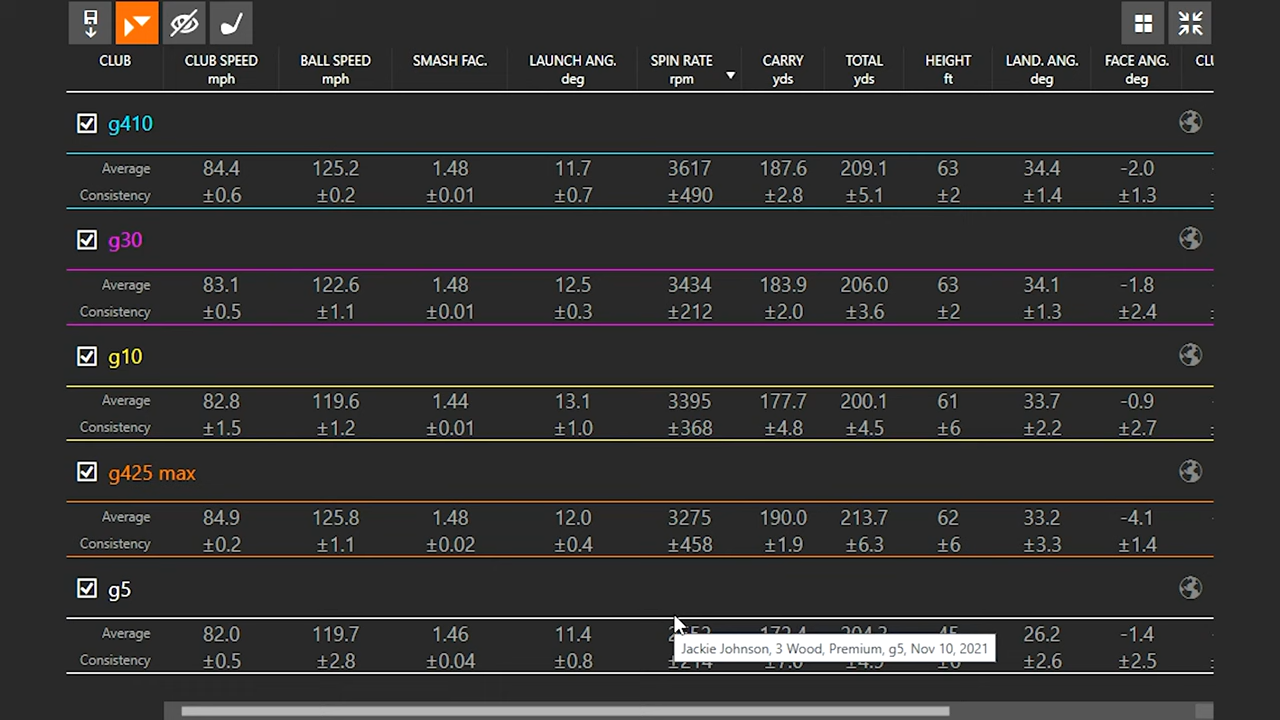 CLUB CLUB SPEED BALL SPEED SMASH FAC. LAUNCH ANG. SPIN RATE CARRY TOTAL HEIGHT LAND. ANG. FACE ANG. CLU
mph mph deg rpm yds yds ft deg deg
g410
Average 84.4 125.2 1.48 11.7 3617 187.6 209.1 63 34.4 -2.0
Consistency ±0.6 ±0.2 ±0.01 ±0.7 ±490 ±2.8 ±5.1 ±2 ±1.4 ±1.3
g30
Average 83.1 122.6 1.48 12.5 3434 183.9 206.0 63 34.1 -1.8
Consistency ±0.5 ±1.1 ±0.01 ±0.3 ±212 ±2.0 ±3.6 ±2 ±1.3 ±2.4
g10
Average 82.8 119.6 1.44 13.1 3395 177.7 200.1 61 33.7 -0.9
Consistency ±1.5 ±1.2 ±0.01 ±1.0 ±368 ±4.8 ±4.5 ±6 ±2.2 ±2.7
g425 max
Average 84.9 125.8 1.48 12.0 3275 190.0 213.7 62 33.2 -4.1
Consistency ±0.2 ±1.1 ±0.02 ±0.4 ±458 ±1.9 ±6.3 ±6 ±3.3 ±1.4
g5
Average 82.0 119.7 1.46 11.4 26.2 -1.4
Jackie Johnson, 3 Wood, Premium, g5, Nov 10, 2021
Consistency ±0.5 ±2.8 ±0.04 ±0.8 ±2.6 ±2.5